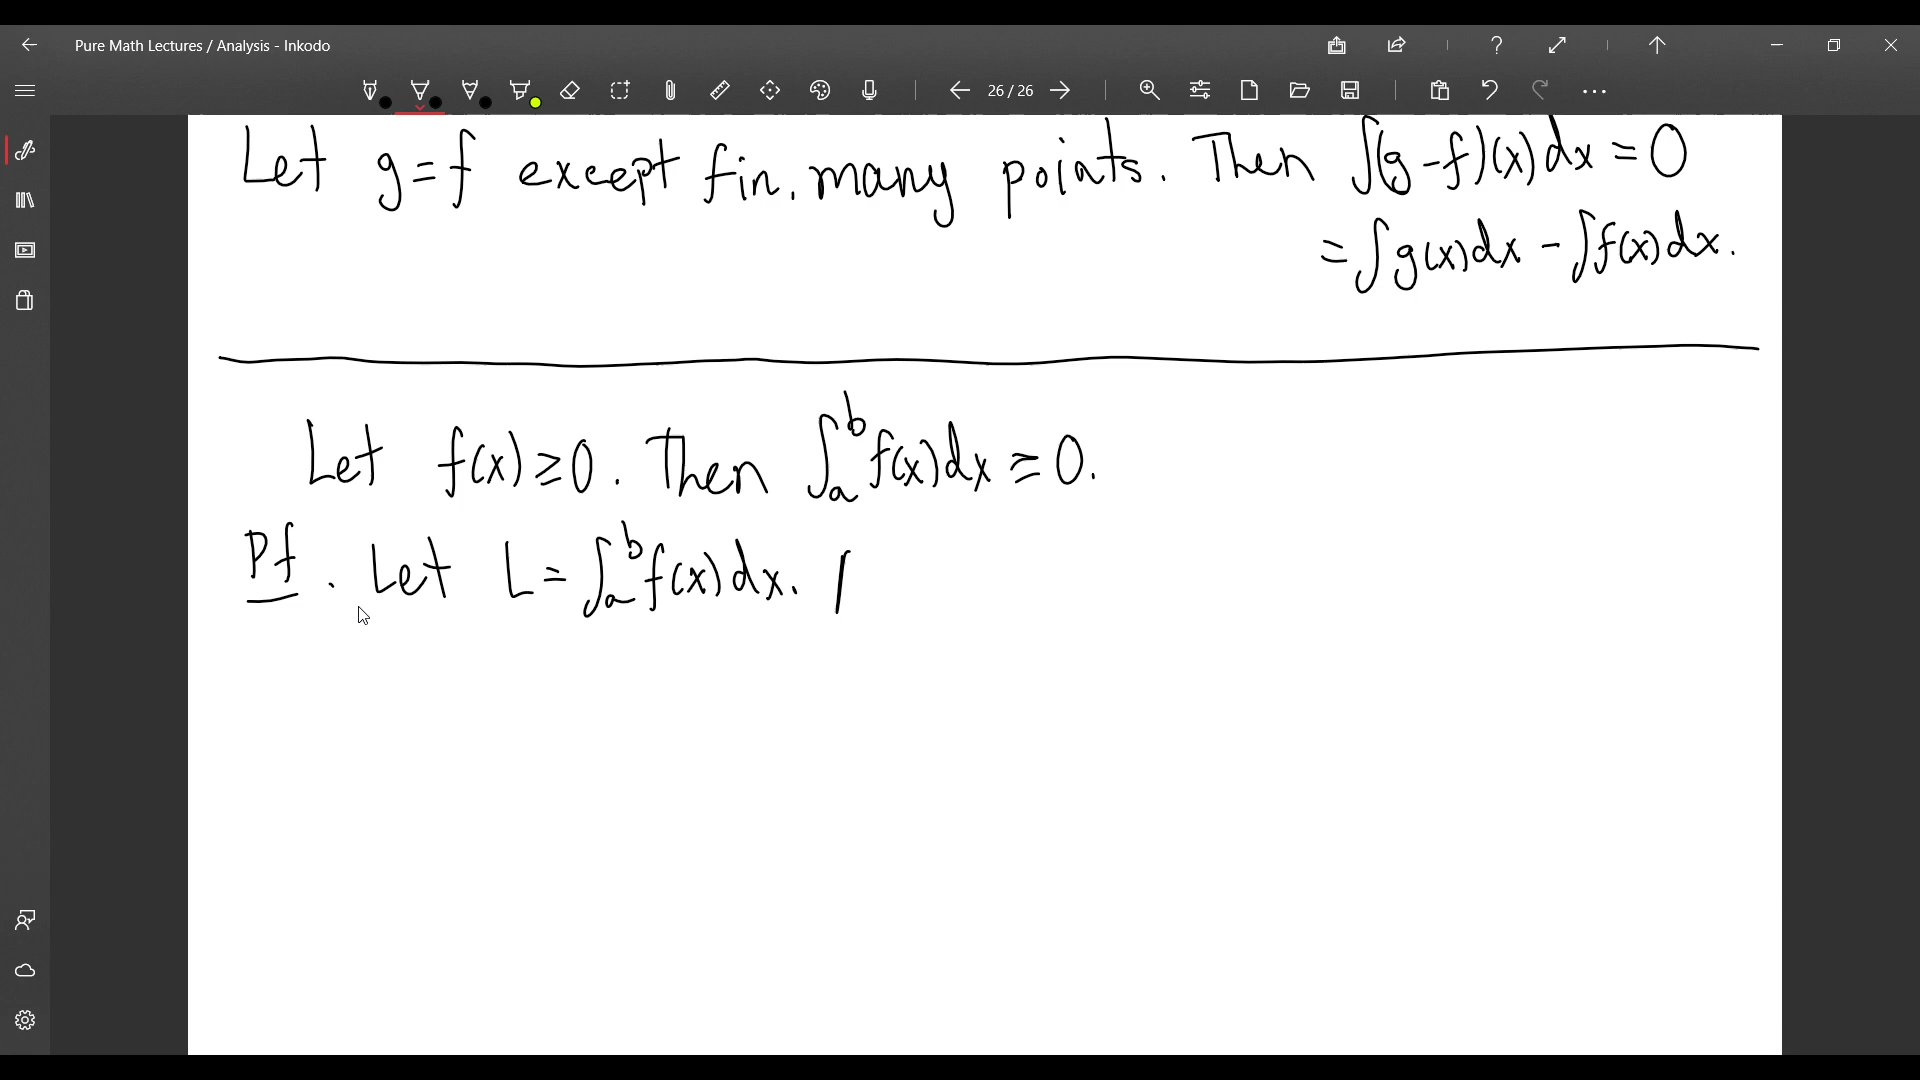 Pure Math Lectures / Analysis - Inkodo
26 / 26
Let g = f except fin. many points. Then ∫(g - f)(x)dx = 0
= ∫g(x)dx - ∫f(x)dx.
Let f(x) ≥ 0. Then ∫_a^b f(x)dx ≥ 0.
Pf. Let L = ∫_a^b f(x)dx.